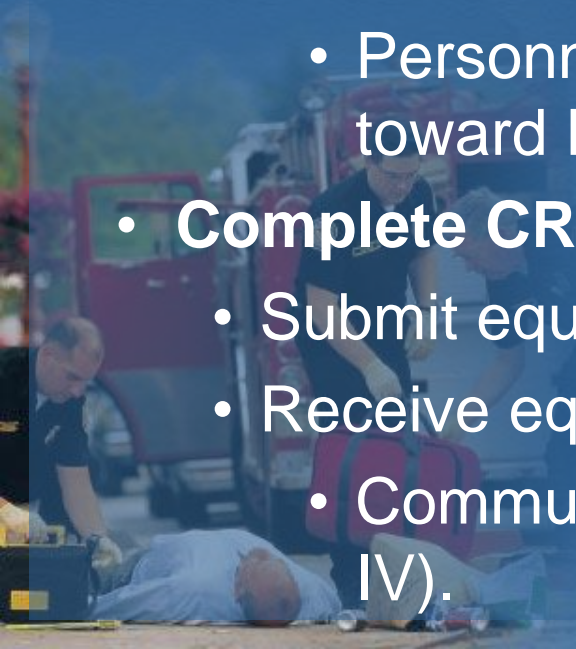 • Personn
toward
• Complete CR
• Submit equ
• Receive eq
• Commu
IV).